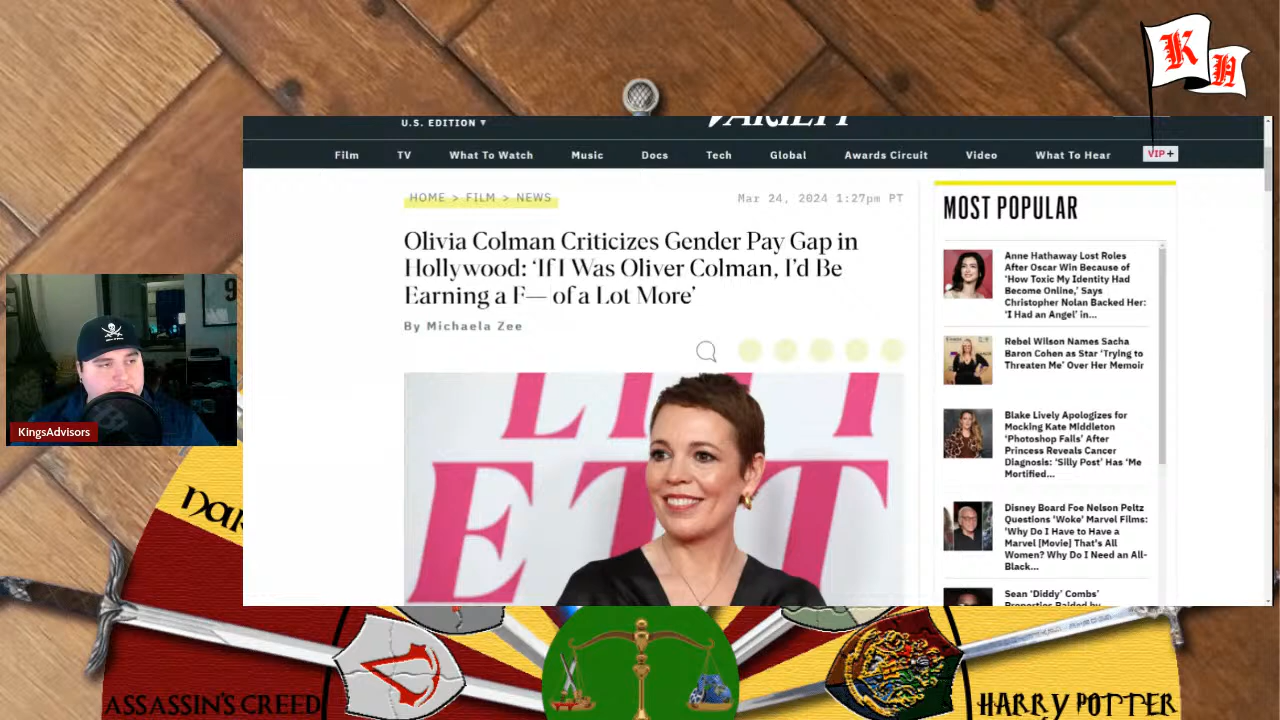 K H
U.S. EDITION ▾
VARIETY
Film TV What To Watch Music Docs Tech Global Awards Circuit Video What To Hear VIP+
HOME > FILM > NEWS
Mar 24, 2024 1:27pm PT
Olivia Colman Criticizes Gender Pay Gap in
Hollywood: ‘If I Was Oliver Colman, I’d Be
Earning a F— of a Lot More’
By Michaela Zee
MOST POPULAR
Anne Hathaway Lost Roles
After Oscar Win Because of
‘How Toxic My Identity Had
Become Online,’ Says
Christopher Nolan Backed Her:
‘I Had an Angel’ in...
Rebel Wilson Names Sacha
Baron Cohen as Star ‘Trying to
Threaten Me’ Over Her Memoir
Blake Lively Apologizes for
Mocking Kate Middleton
‘Photoshop Fails’ After
Princess Reveals Cancer
Diagnosis: ‘Silly Post’ Has ‘Me
Mortified...
Disney Board Foe Nelson Peltz
Questions ‘Woke’ Marvel Films:
‘Why Do I Have to Have a
Marvel [Movie] That's All
Women? Why Do I Need an All-
Black...
Sean ‘Diddy’ Combs’
Properties Raided by
KingsAdvisors
ASSASSIN'S CREED
HARRY POTTER